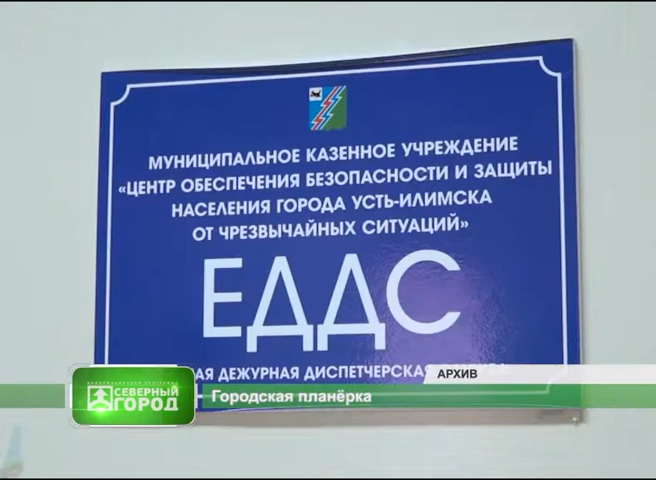 МУНИЦИПАЛЬНОЕ КАЗЕННОЕ УЧРЕЖДЕНИЕ
«ЦЕНТР ОБЕСПЕЧЕНИЯ БЕЗОПАСНОСТИ И ЗАЩИТЫ
НАСЕЛЕНИЯ ГОРОДА УСТЬ-ИЛИМСКА
ОТ ЧРЕЗВЫЧАЙНЫХ СИТУАЦИЙ»
ЕДДС
АЯ ДЕЖУРНАЯ ДИСПЕТЧЕРСКАЯ
АРХИВ
СЕВЕРНЫЙ
ГОРОД
Городская планёрка